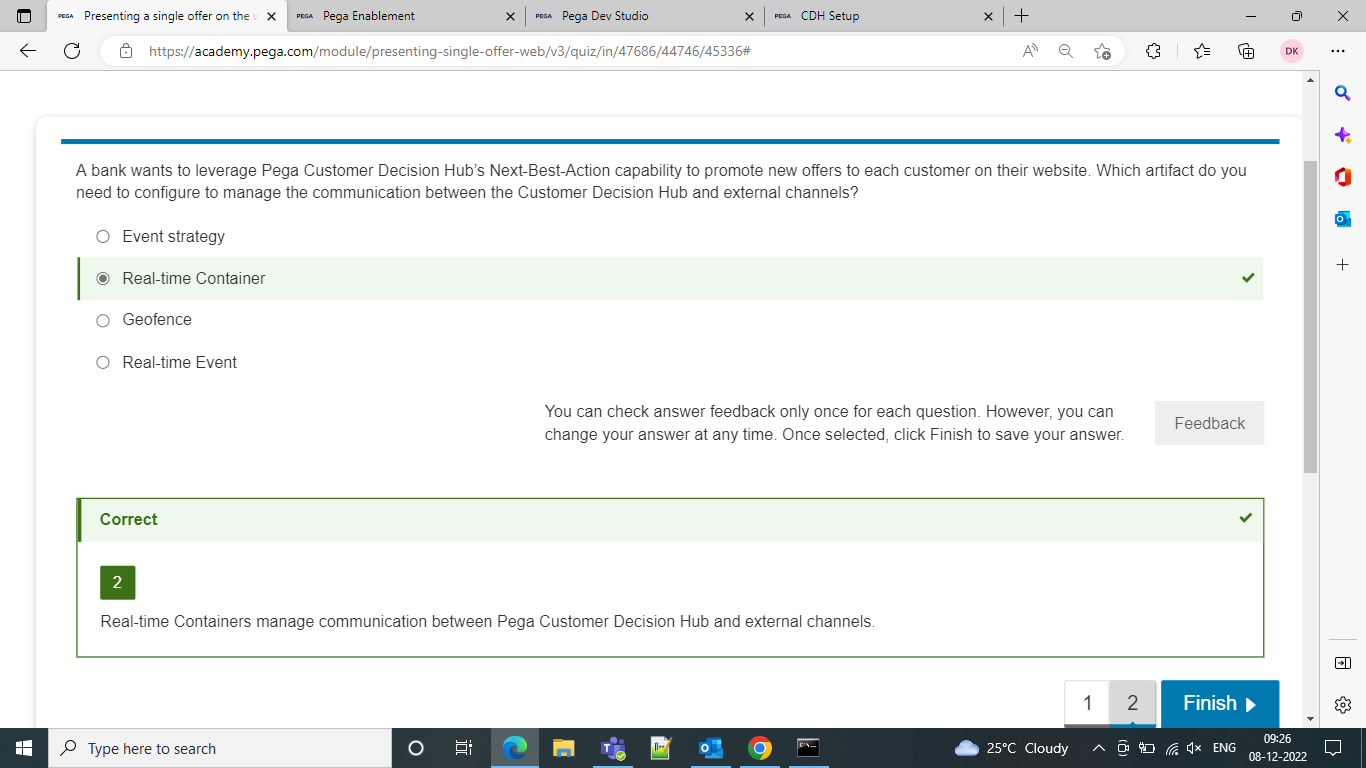 PEGA Presenting a single offer on the w
PEGA Pega Enablement
PEGA Pega Dev Studio
PEGA CDH Setup
https://academy.pega.com/module/presenting-single-offer-web/v3/quiz/in/47686/44746/45336#
DK
A bank wants to leverage Pega Customer Decision Hub's Next-Best-Action capability to promote new offers to each customer on their website. Which artifact do you
need to configure to manage the communication between the Customer Decision Hub and external channels?
Event strategy
Real-time Container
Geofence
Real-time Event
You can check answer feedback only once for each question. However, you can
change your answer at any time. Once selected, click Finish to save your answer.
Feedback
Correct
2
Real-time Containers manage communication between Pega Customer Decision Hub and external channels.
1 2 Finish
Type here to search
25°C Cloudy
ENG
09:26
08-12-2022